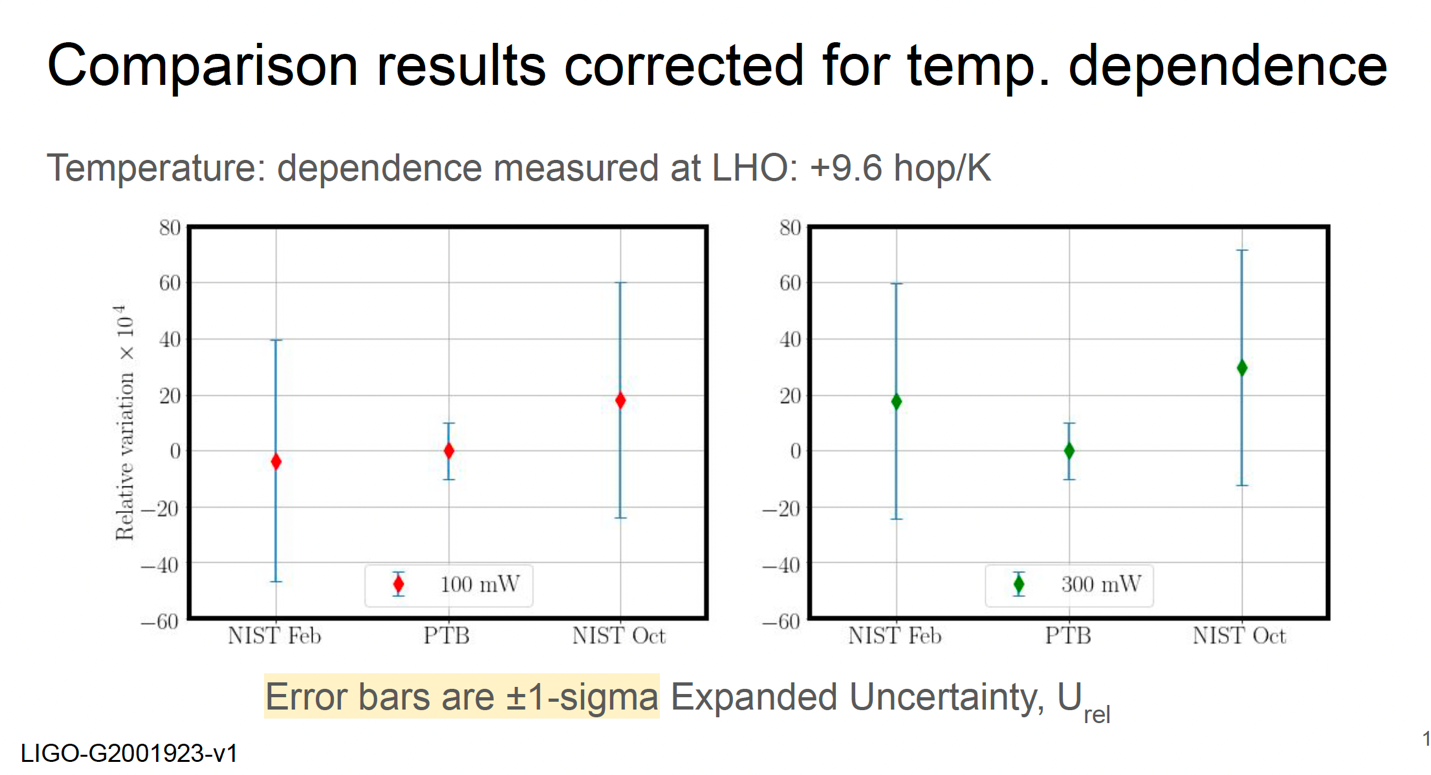 Comparison results corrected for temp. dependence
Temperature: dependence measured at LHO: +9.6 hop/K
Relative variation × 10⁴
80
60
40
20
0
−20
−40
−60
NIST Feb
PTB
NIST Oct
100 mW
80
60
40
20
0
−20
−40
−60
NIST Feb
PTB
NIST Oct
300 mW
Error bars are ±1-sigma Expanded Uncertainty, Urel
LIGO-G2001923-v1
1